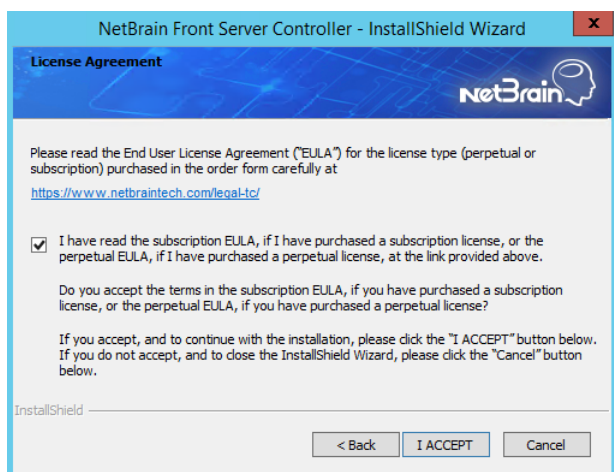 NetBrain Front Server Controller - InstallShield Wizard
x
License Agreement
NetBrain
Please read the End User License Agreement ("EULA") for the license type (perpetual or
subscription) purchased in the order form carefully at
https://www.netbraintech.com/legal-tc/
I have read the subscription EULA, if I have purchased a subscription license, or the
perpetual EULA, if I have purchased a perpetual license, at the link provided above.
Do you accept the terms in the subscription EULA, if you have purchased a subscription
license, or the perpetual EULA, if you have purchased a perpetual license?
If you accept, and to continue with the installation, please click the "I ACCEPT" button below.
If you do not accept, and to close the InstallShield Wizard, please click the "Cancel" button
below.
InstallShield
< Back
I ACCEPT
Cancel